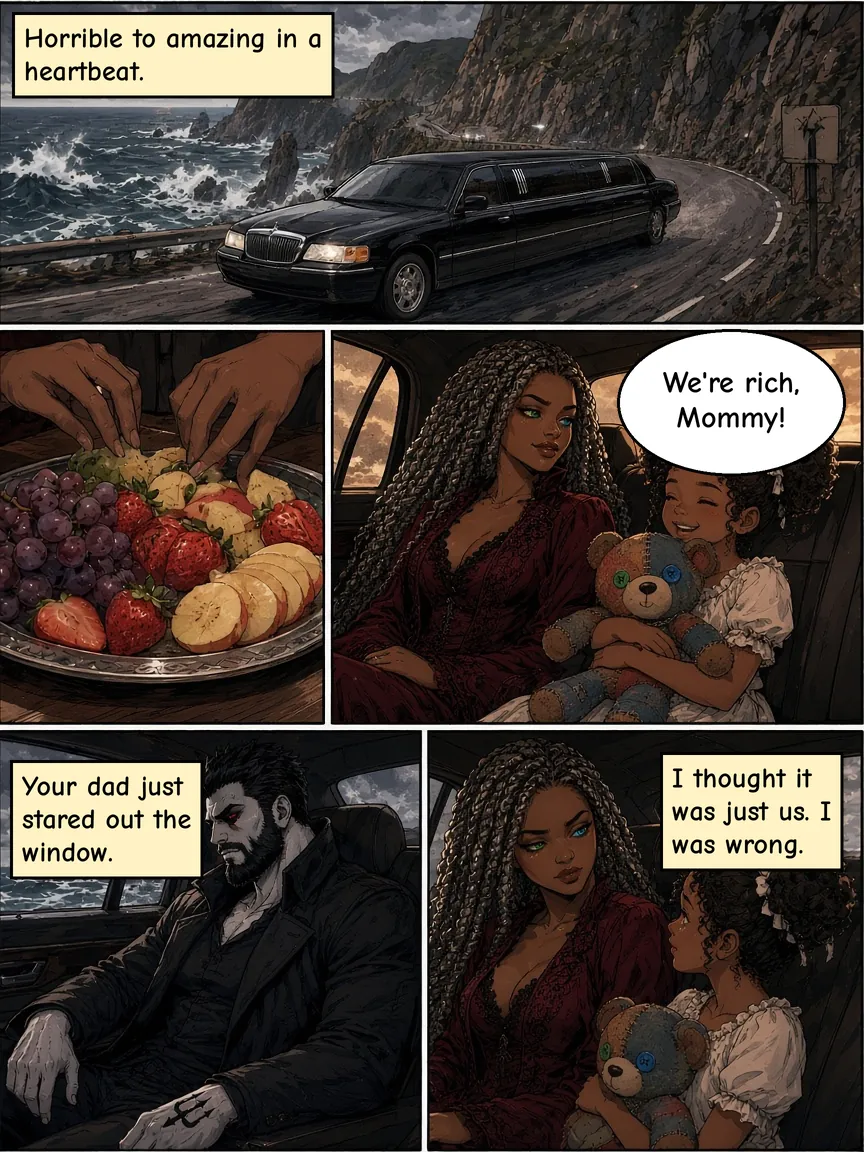 Horrible to amazing in a
heartbeat.
We're rich,
Mommy!
Your dad just
stared out the
window.
I thought it
was just us. I
was wrong.